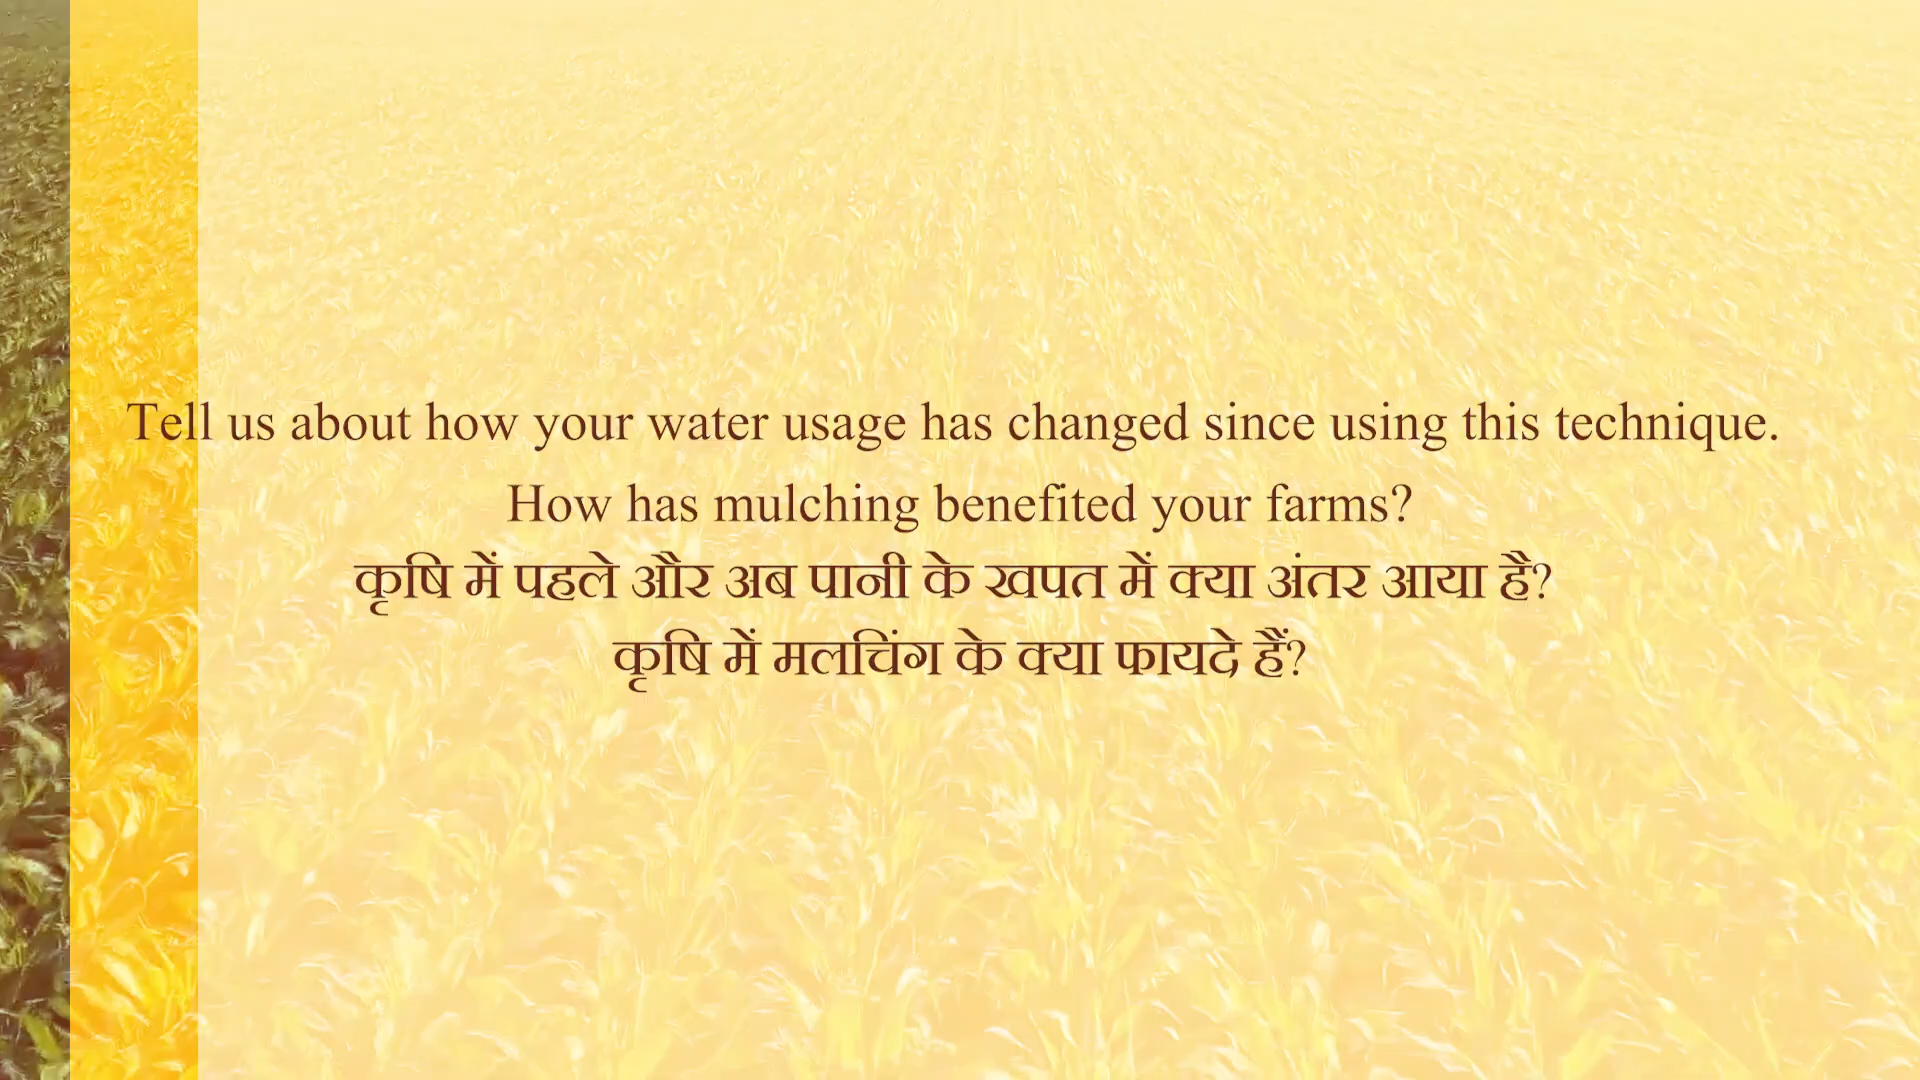 Tell us about how your water usage has changed since using this technique.
How has mulching benefited your farms?
कृषि में पहले और अब पानी के खपत में क्या अंतर आया है?
कृषि में मलचिंग के क्या फायदे हैं?